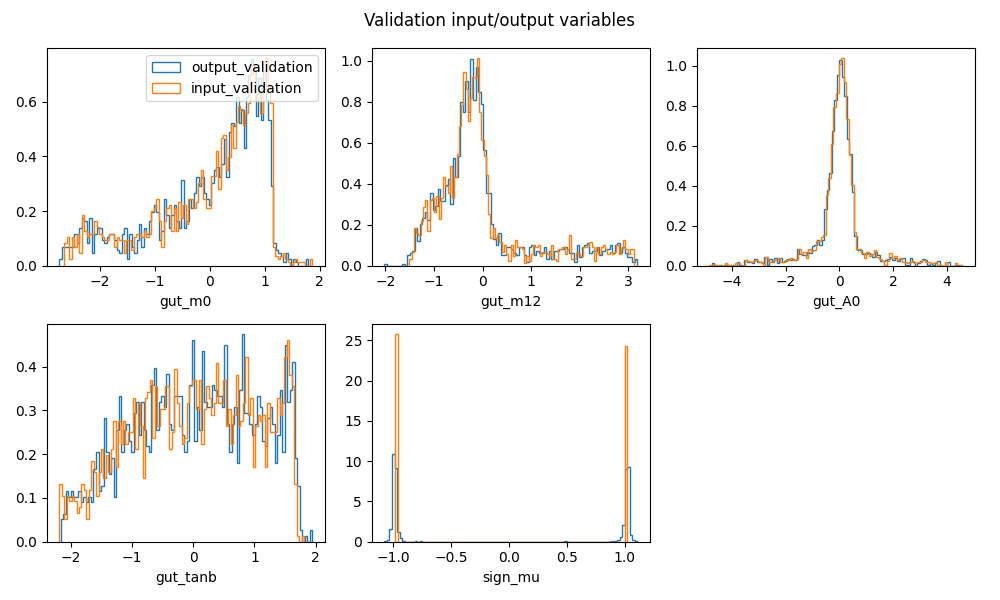 Validation input/output variables
output_validation
input_validation
0.6
0.4
0.2
0.0
−2 −1 0 1 2
gut_m0
1.0
0.8
0.6
0.4
0.2
0.0
−2 −1 0 1 2 3
gut_m12
1.0
0.8
0.6
0.4
0.2
0.0
−4 −2 0 2 4
gut_A0
0.4
0.3
0.2
0.1
0.0
−2 −1 0 1 2
gut_tanb
25
20
15
10
5
0
−1.0 −0.5 0.0 0.5 1.0
sign_mu